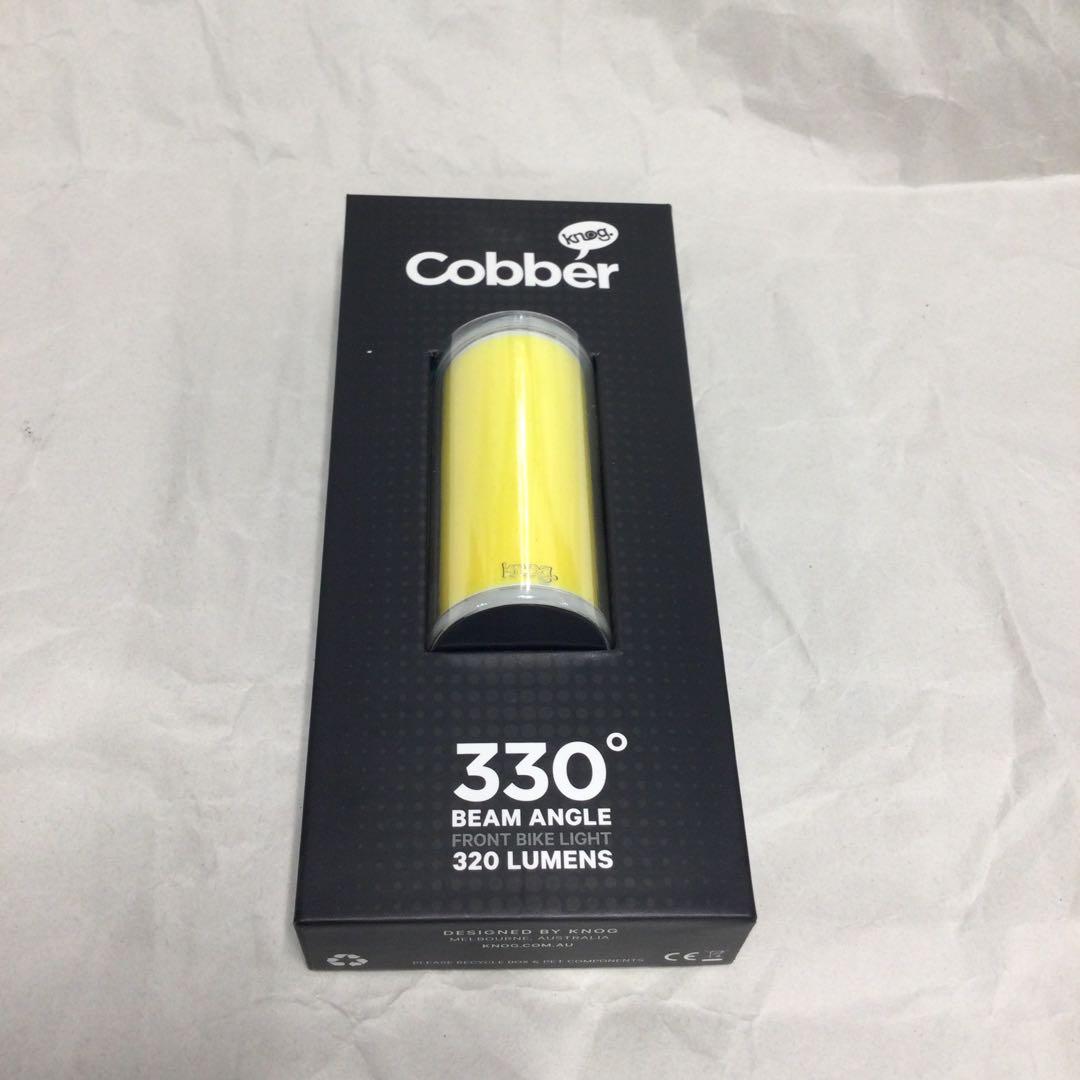 knog.
Cobber
knog.
330°
BEAM ANGLE
FRONT BIKE LIGHT
320 LUMENS
DESIGNED BY KNOG
MELBOURNE, AUSTRALIA
KNOG.COM.AU
PLEASE RECYCLE BOX & PET COMPONENTS
CE